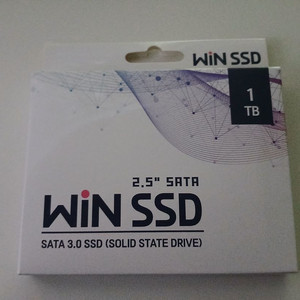 WiN SSD
1
TB
2.5" SATA
WiN SSD
SATA 3.0 SSD (SOLID STATE DRIVE)